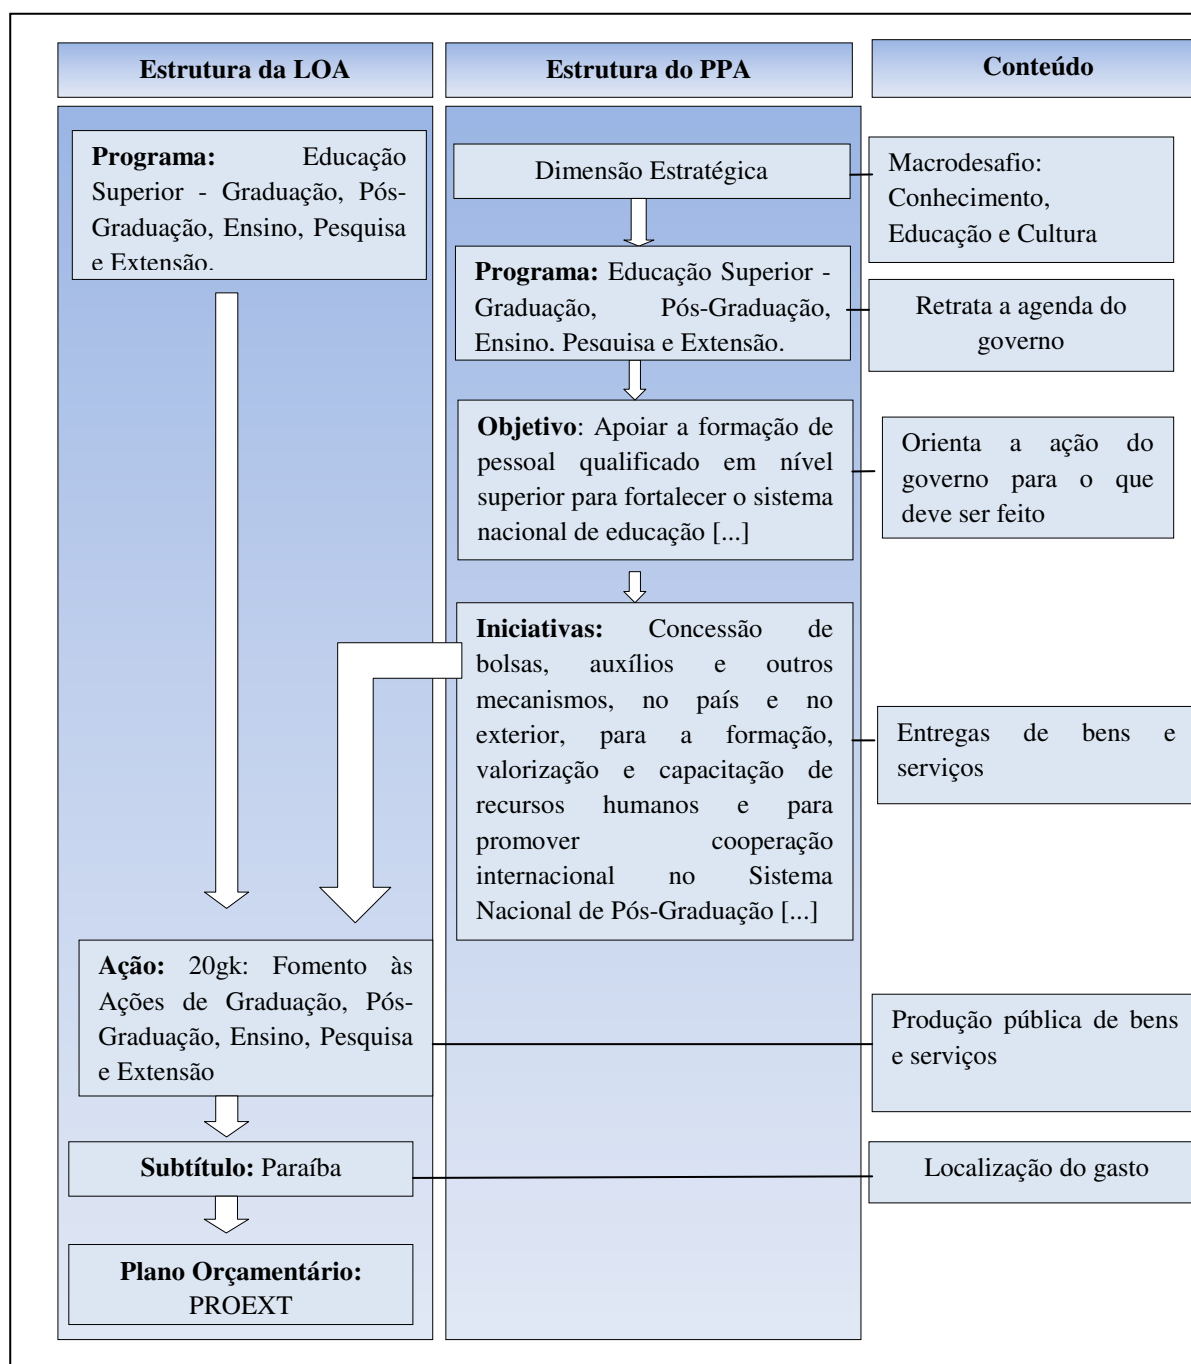 Estrutura da LOA
Estrutura do PPA
Conteúdo
Programa: Educação
Superior - Graduação, Pós-
Graduação, Ensino, Pesquisa
e Extensão.
Dimensão Estratégica
Macrodesafio:
Conhecimento,
Educação e Cultura
Programa: Educação Superior -
Graduação, Pós-Graduação,
Ensino, Pesquisa e Extensão.
Retrata a agenda do
governo
Objetivo: Apoiar a formação de
pessoal qualificado em nível
superior para fortalecer o sistema
nacional de educação [...]
Orienta a ação do
governo para o que
deve ser feito
Iniciativas: Concessão de
bolsas, auxílios e outros
mecanismos, no país e no
exterior, para a formação,
valorização e capacitação de
recursos humanos e para
promover cooperação
internacional no Sistema
Nacional de Pós-Graduação [...]
Entregas de bens e
serviços
Ação: 20gk: Fomento às
Ações de Graduação, Pós-
Graduação, Ensino, Pesquisa
e Extensão
Produção pública de bens
e serviços
Subtítulo: Paraíba
Localização do gasto
Plano Orçamentário:
PROEXT